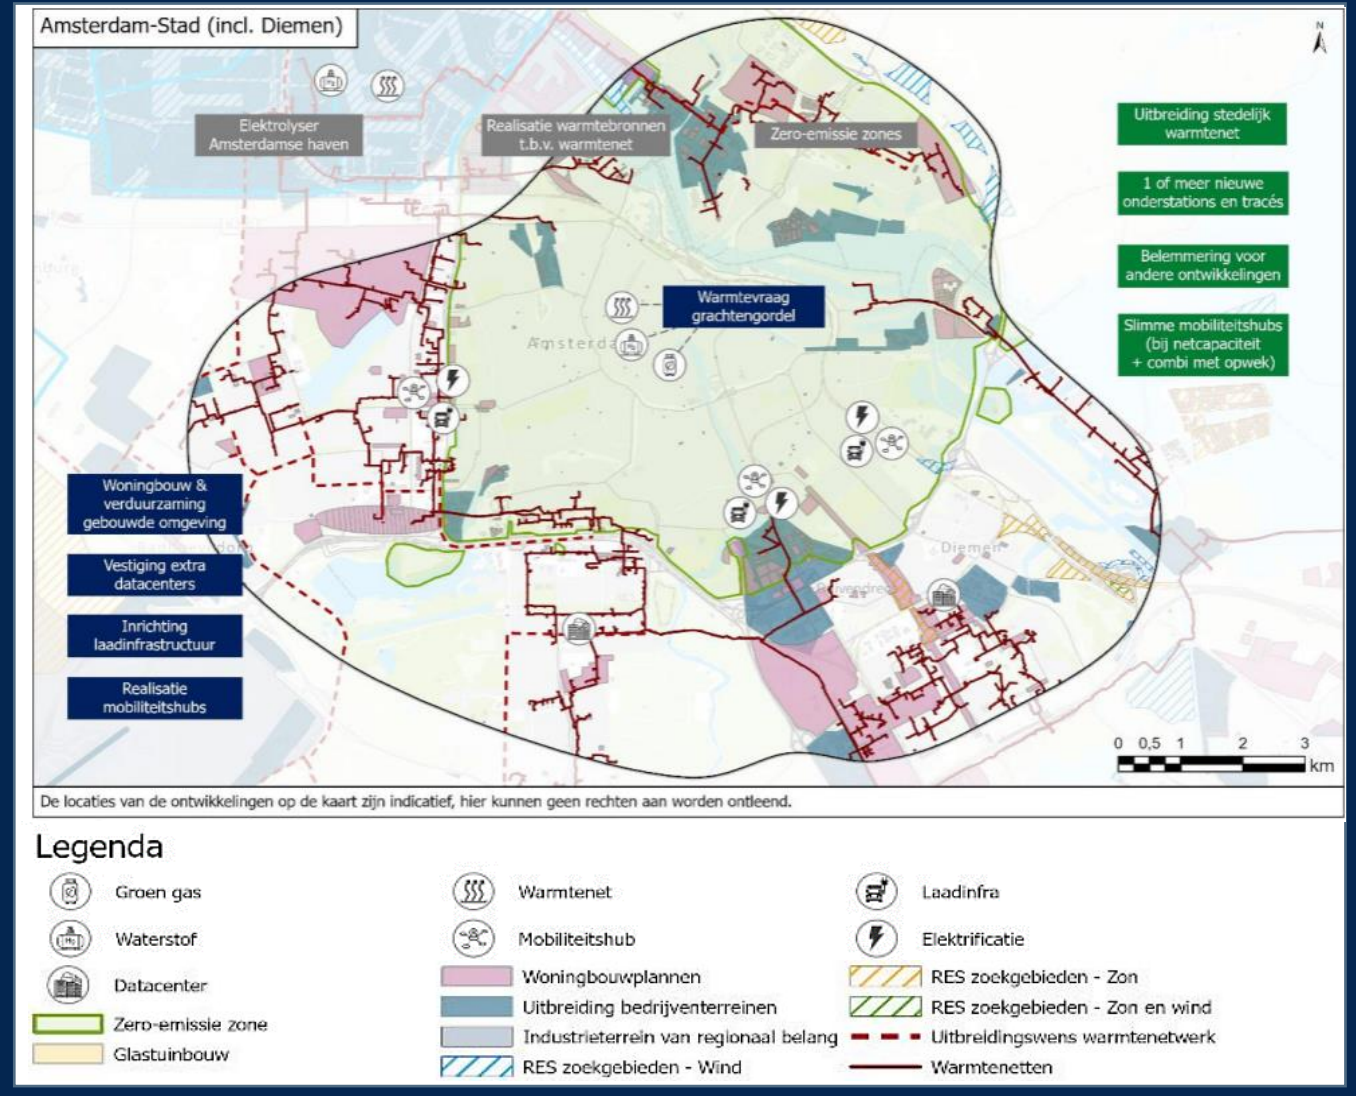 Amsterdam-Stad (incl. Diemen)
N
Elektrolyser
Amsterdamse haven
Realisatie warmtebronnen
t.b.v. warmtenet
Zero-emissie zones
Uitbreiding stedelijk
warmtenet
1 of meer nieuwe
onderstations en tracés
Belemmering voor
andere ontwikkelingen
Slimme mobiliteitshubs
(bij netcapaciteit
+ combi met opwek)
Warmtevraag
grachtengordel
Amsterda
Woningbouw &
verduurzaming
gebouwde omgeving
Vestiging extra
datacenters
Inrichting
laadinfrastructuur
Realisatie
mobiliteitshubs
Diemen
0 0,5 1 2 3
km
De locaties van de ontwikkelingen op de kaart zijn indicatief, hier kunnen geen rechten aan worden ontleend.
Legenda
Groen gas
Waterstof
Datacenter
Zero-emissie zone
Glastuinbouw
Warmtenet
Mobiliteitshub
Woningbouwplannen
Uitbreiding bedrijventerreinen
Industrieterrein van regionaal belang
RES zoekgebieden - Wind
Laadinfra
Elektrificatie
RES zoekgebieden - Zon
RES zoekgebieden - Zon en wind
Uitbreidingswens warmtenetwerk
Warmtenetten